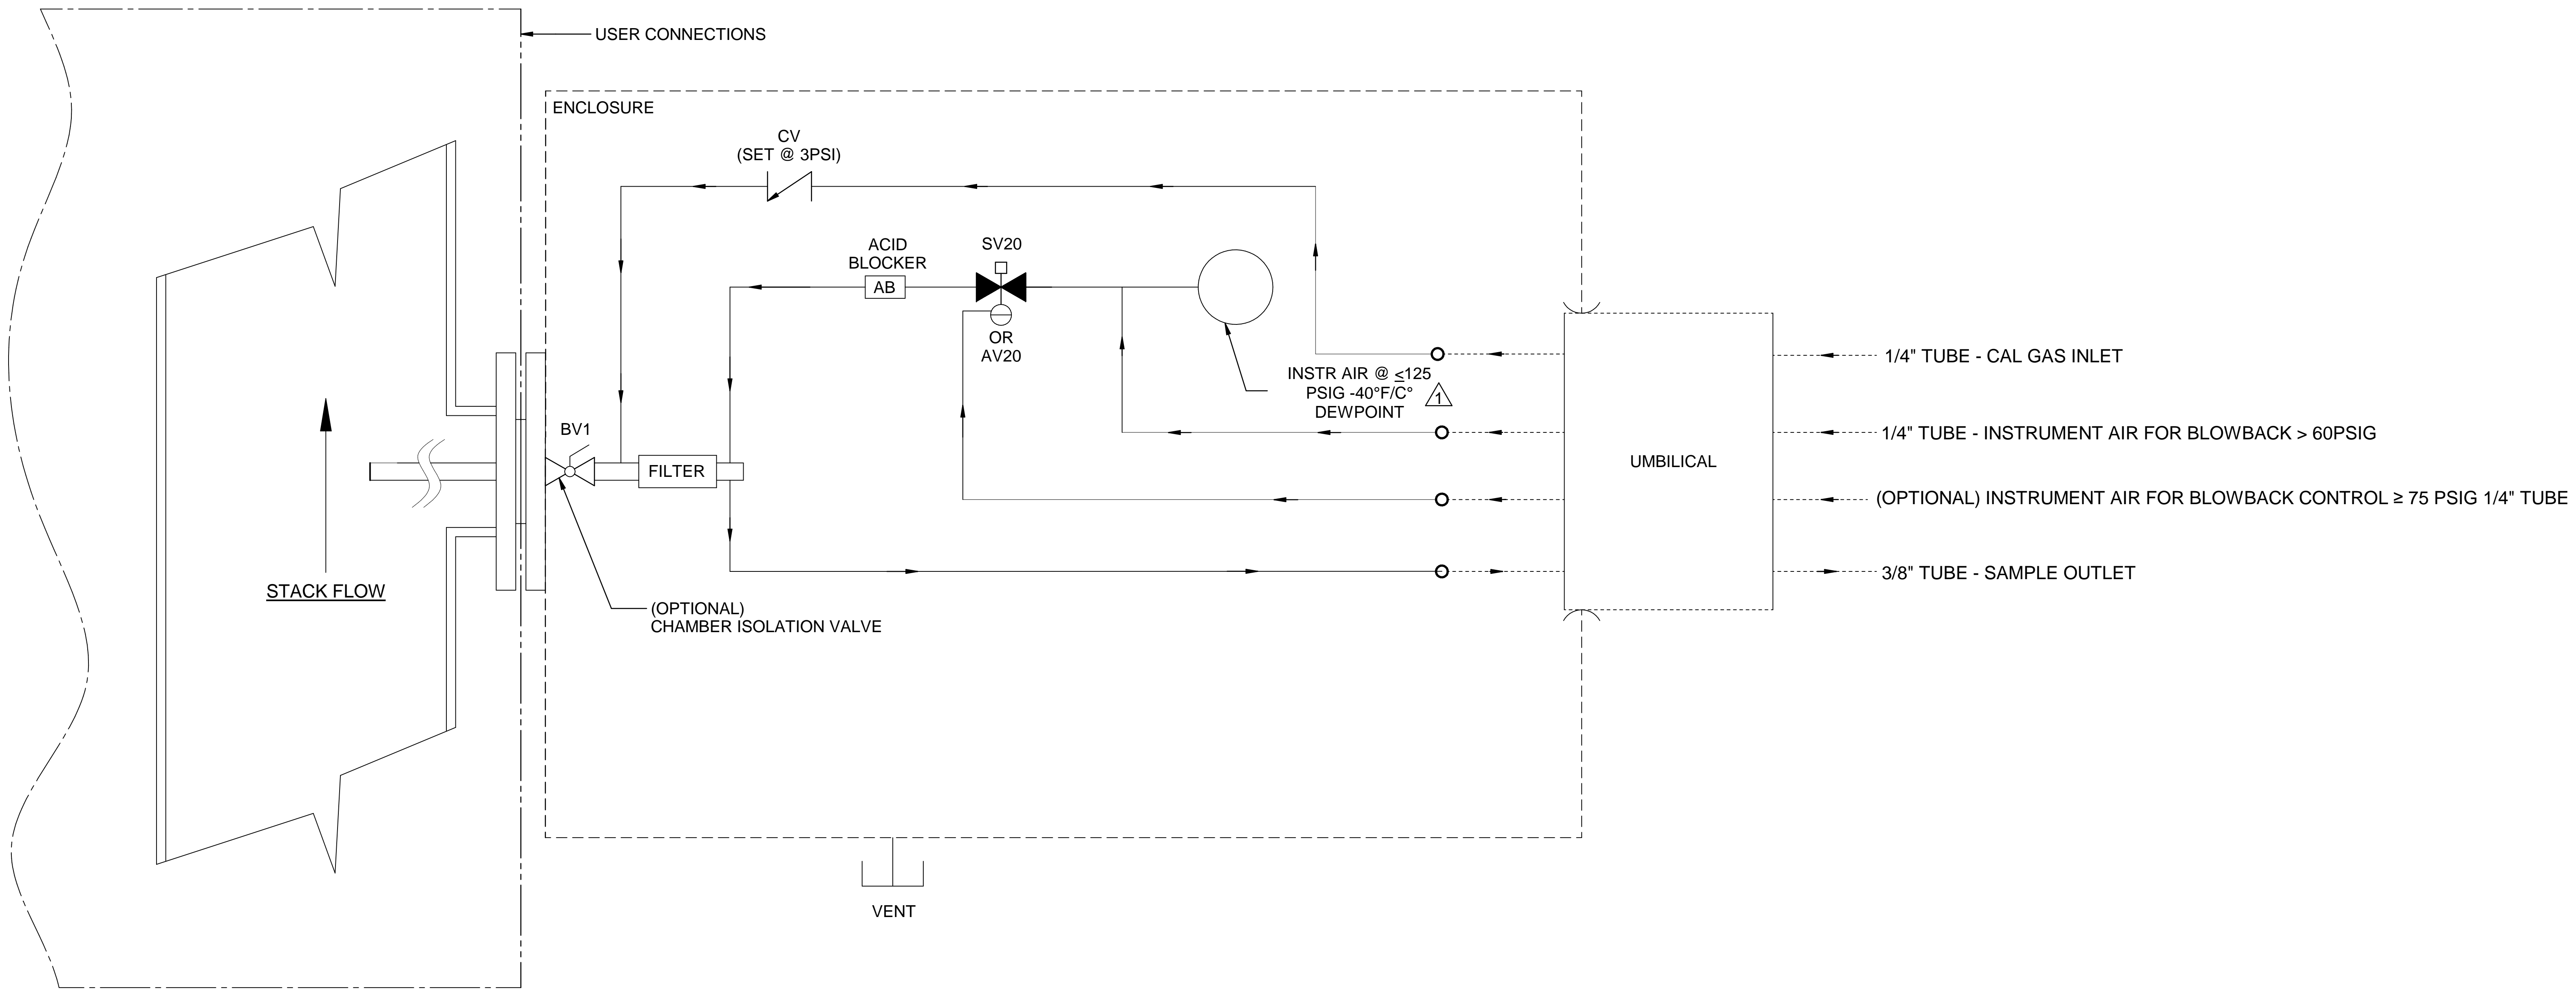 USER CONNECTIONS
ENCLOSURE
CV
(SET @ 3PSI)
ACID
BLOCKER
AB
SV20
OR
AV20
INSTR AIR @ ≤125
PSIG -40°F/C°
DEWPOINT
1
1/4" TUBE - CAL GAS INLET
1/4" TUBE - INSTRUMENT AIR FOR BLOWBACK > 60PSIG
BV1
FILTER
UMBILICAL
(OPTIONAL) INSTRUMENT AIR FOR BLOWBACK CONTROL ≥ 75 PSIG 1/4" TUBE
3/8" TUBE - SAMPLE OUTLET
STACK FLOW
(OPTIONAL)
CHAMBER ISOLATION VALVE
VENT